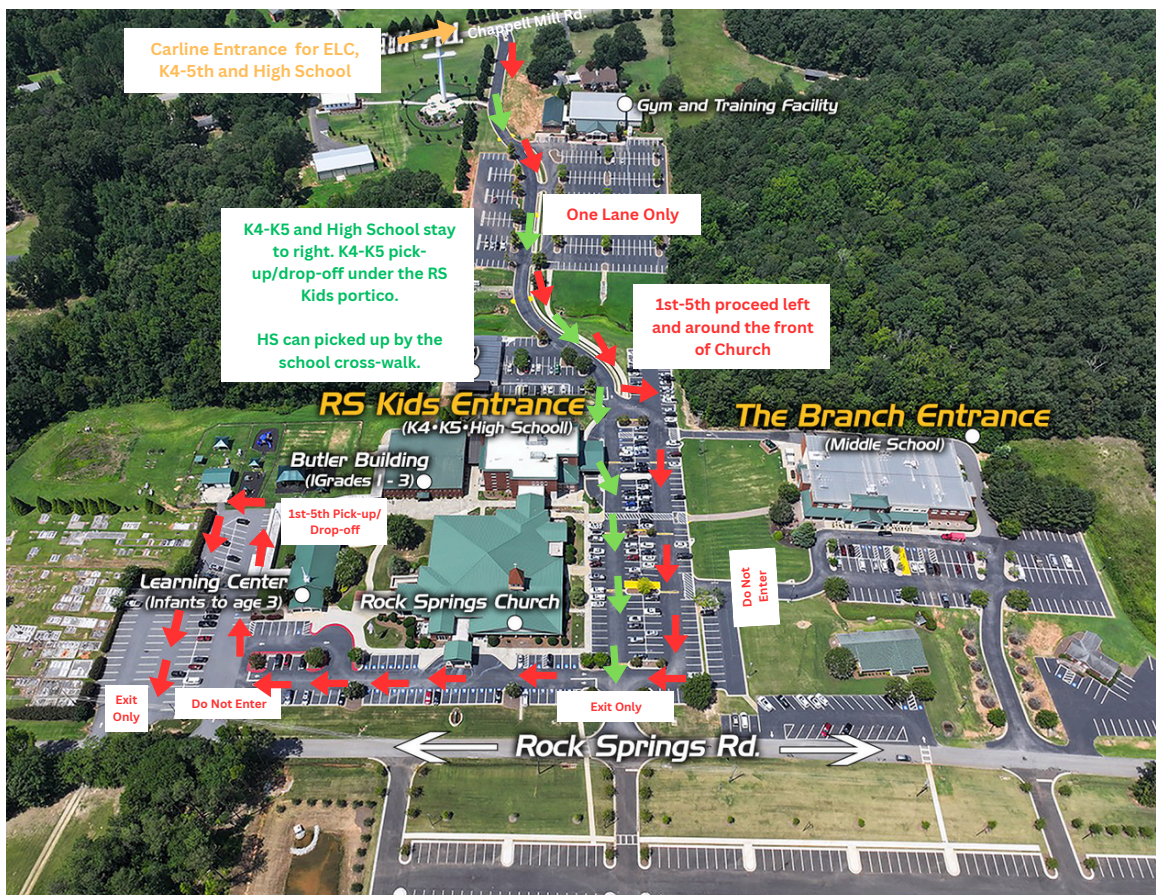 Chappell Mill Rd.
Carline Entrance for ELC,
K4-5th and High School
Gym and Training Facility
One Lane Only
K4-K5 and High School stay
to right. K4-K5 pick-
up/drop-off under the RS
Kids portico.
HS can picked up by the
school cross-walk.
1st-5th proceed left
and around the front
of Church
RS Kids Entrance
(K4•K5•High School)
The Branch Entrance
(Middle School)
Butler Building
(IGrades 1 - 3)
1st-5th Pick-up/
Drop-off
Learning Center
(Infants to age 3)
Rock Springs Church
Do Not
Enter
Exit
Only
Do Not Enter
Exit Only
Rock Springs Rd.